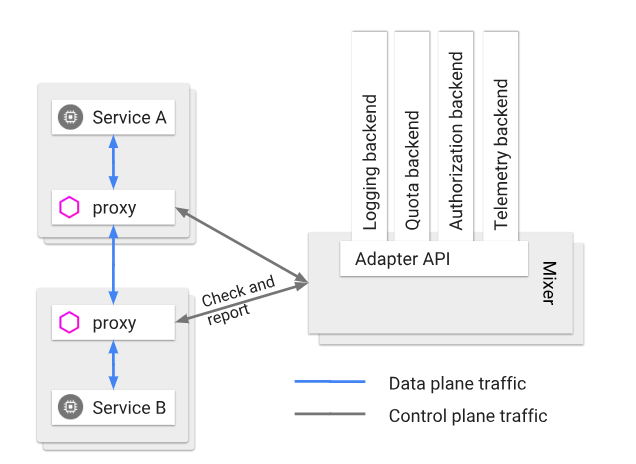 Service A
proxy
proxy
Service B
Check and
report
Logging backend
Quota backend
Authorization backend
Telemetry backend
Adapter API
Mixer
Data plane traffic
Control plane traffic